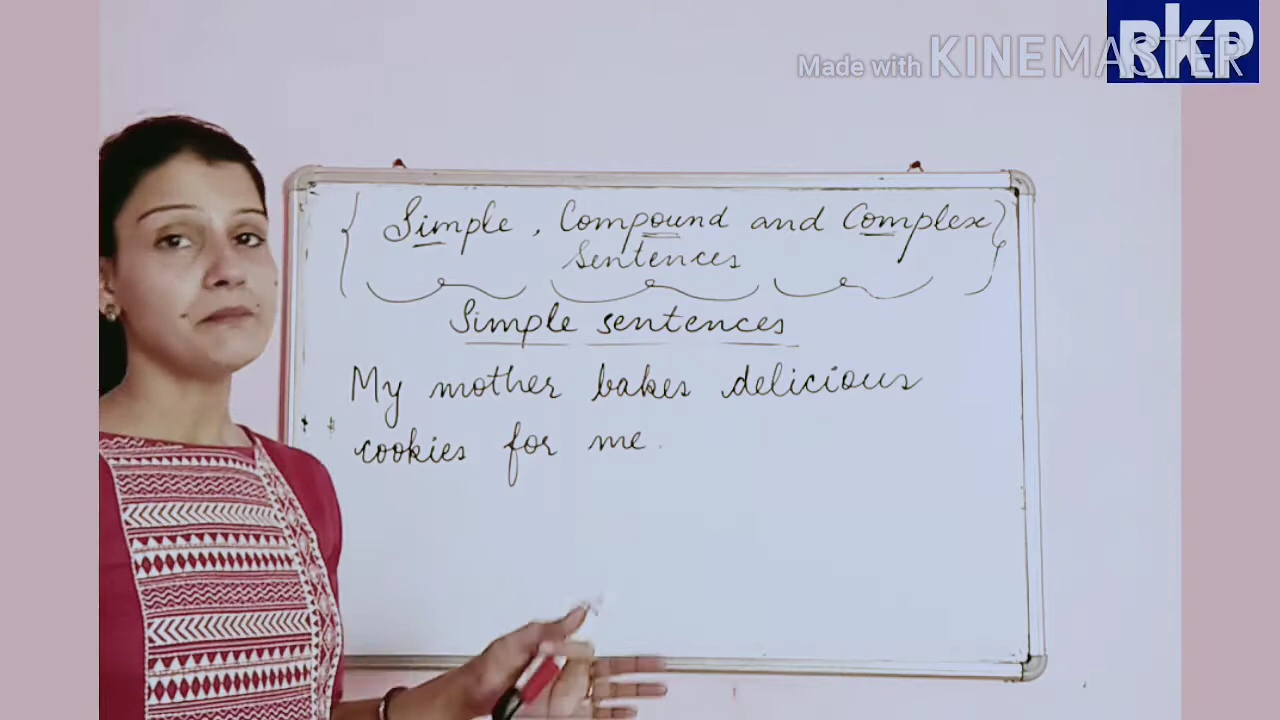 RKP
Made with KINEMASTER
Simple, Compound and Complex
Sentences
Simple sentences
My mother bakes delicious
cookies for me.